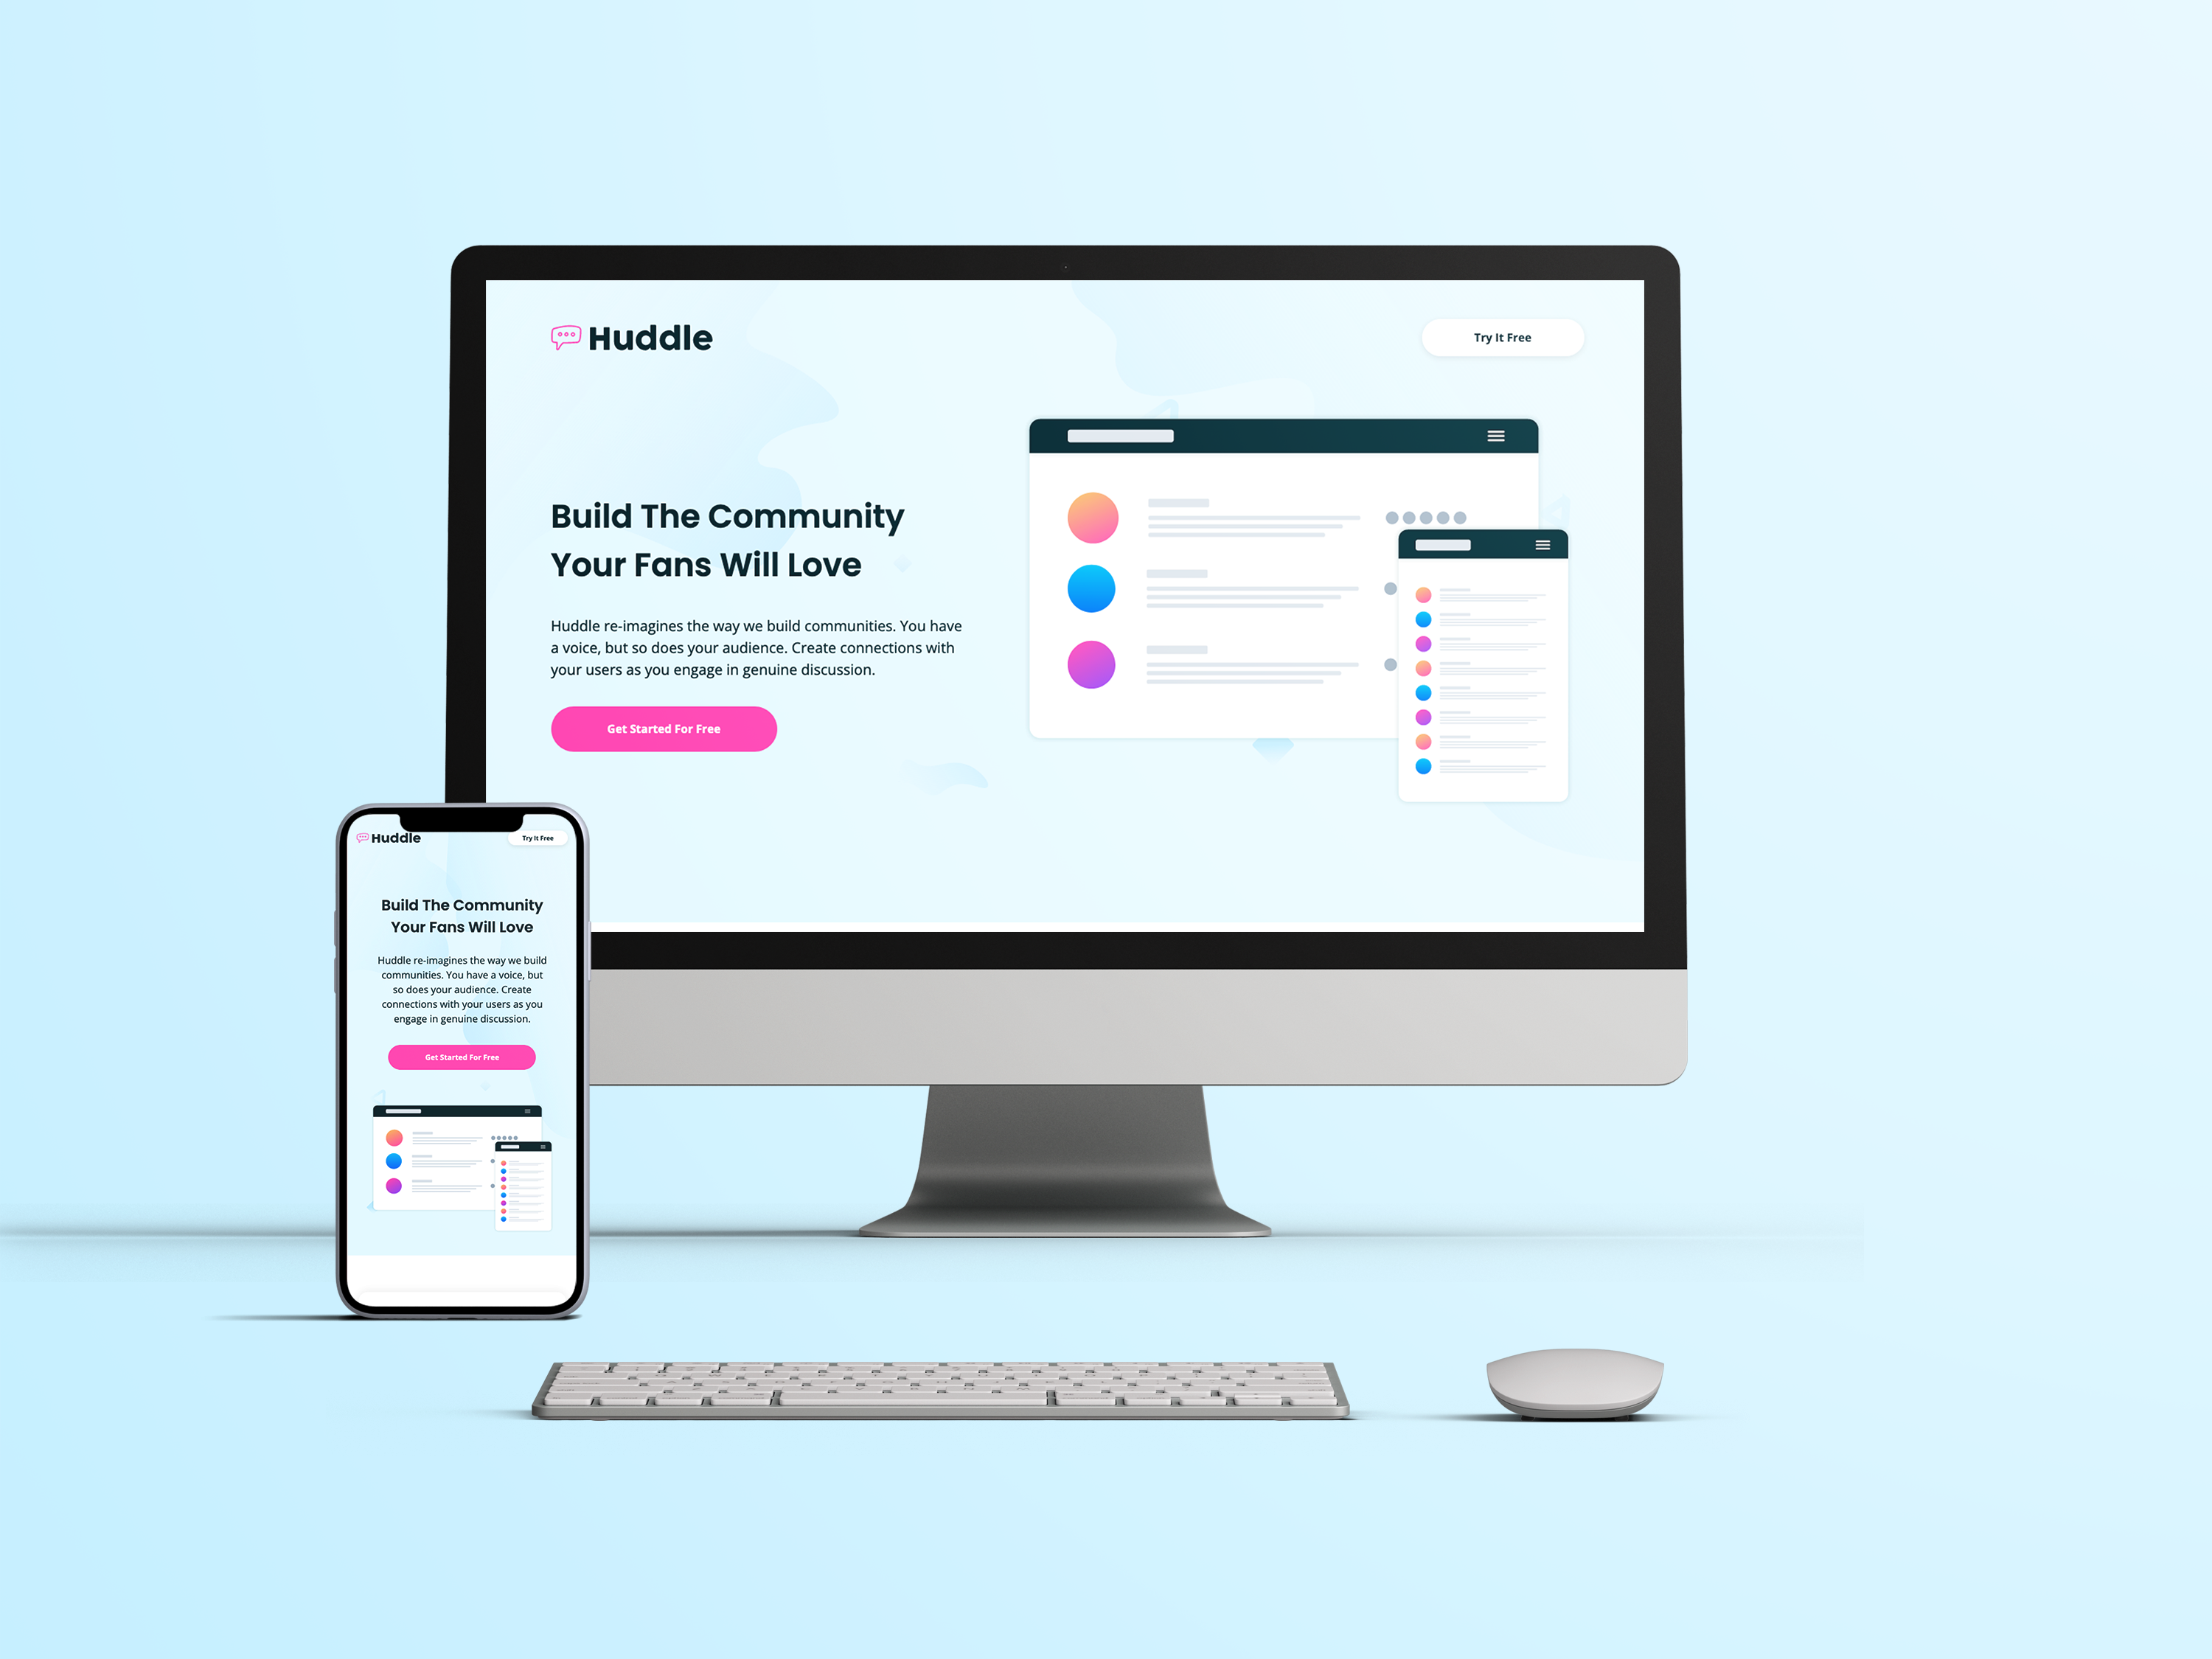 Huddle
Try It Free
Build The Community
Your Fans Will Love
Huddle re-imagines the way we build communities. You have
a voice, but so does your audience. Create connections with
your users as you engage in genuine discussion.
Get Started For Free
Huddle
Try It Free
Build The Community
Your Fans Will Love
Huddle re-imagines the way we build
communities. You have a voice, but
so does your audience. Create
connections with your users as you
engage in genuine discussion.
Get Started For Free